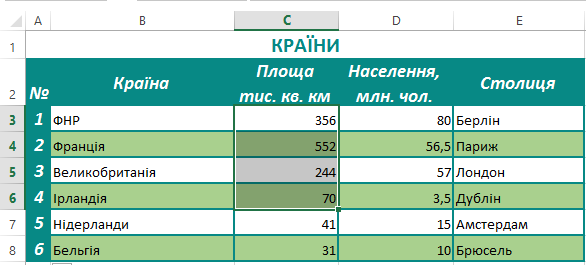 A B C D E
1 КРАЇНИ
2 № Країна Площа тис. кв. км Населення, млн. чол. Столиця
3 1 ФНР 356 80 Берлін
4 2 Франція 552 56,5 Париж
5 3 Великобританія 244 57 Лондон
6 4 Ірландія 70 3,5 Дублін
7 5 Нідерланди 41 15 Амстердам
8 6 Бельгія 31 10 Брюсель